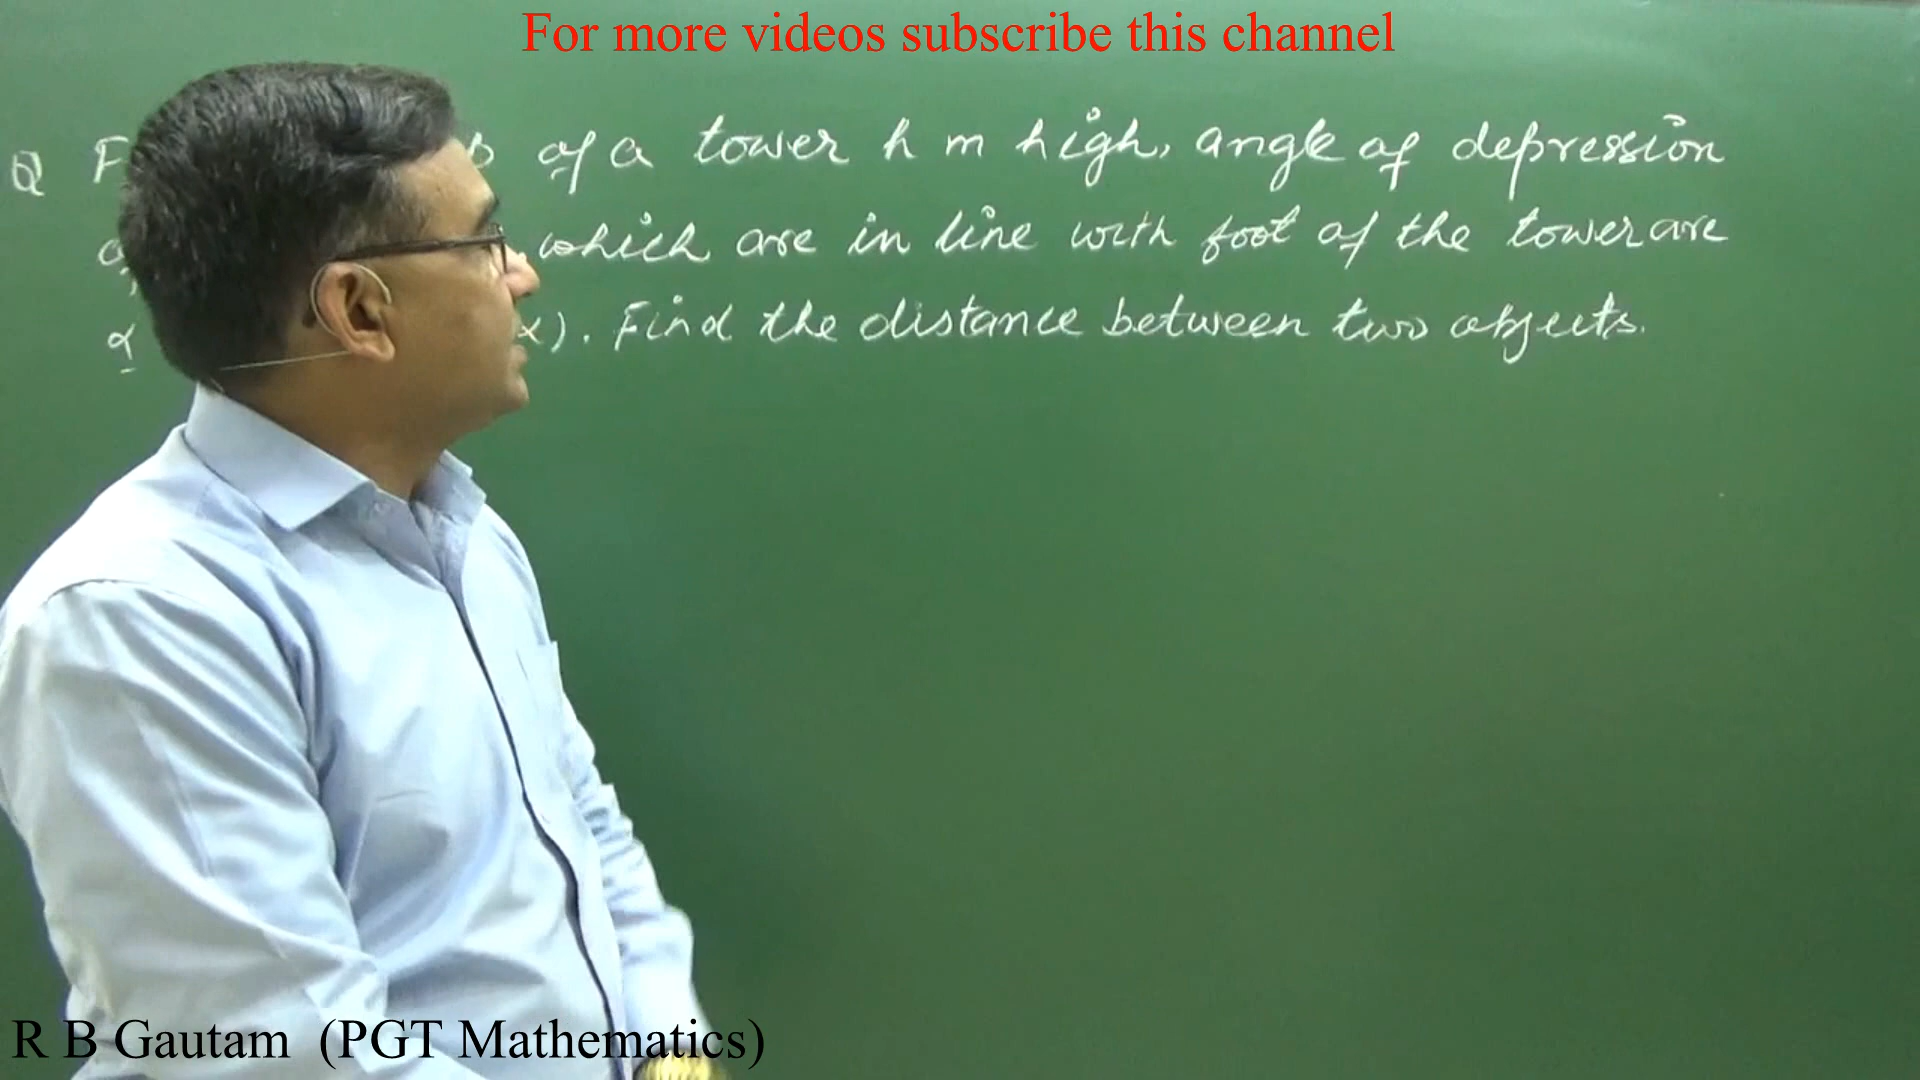 For more videos subscribe this channel
Q of a tower h m high, angle of depression
which are in line with foot of the tower are
α α). Find the distance between two objects.
R B Gautam (PGT Mathematics)